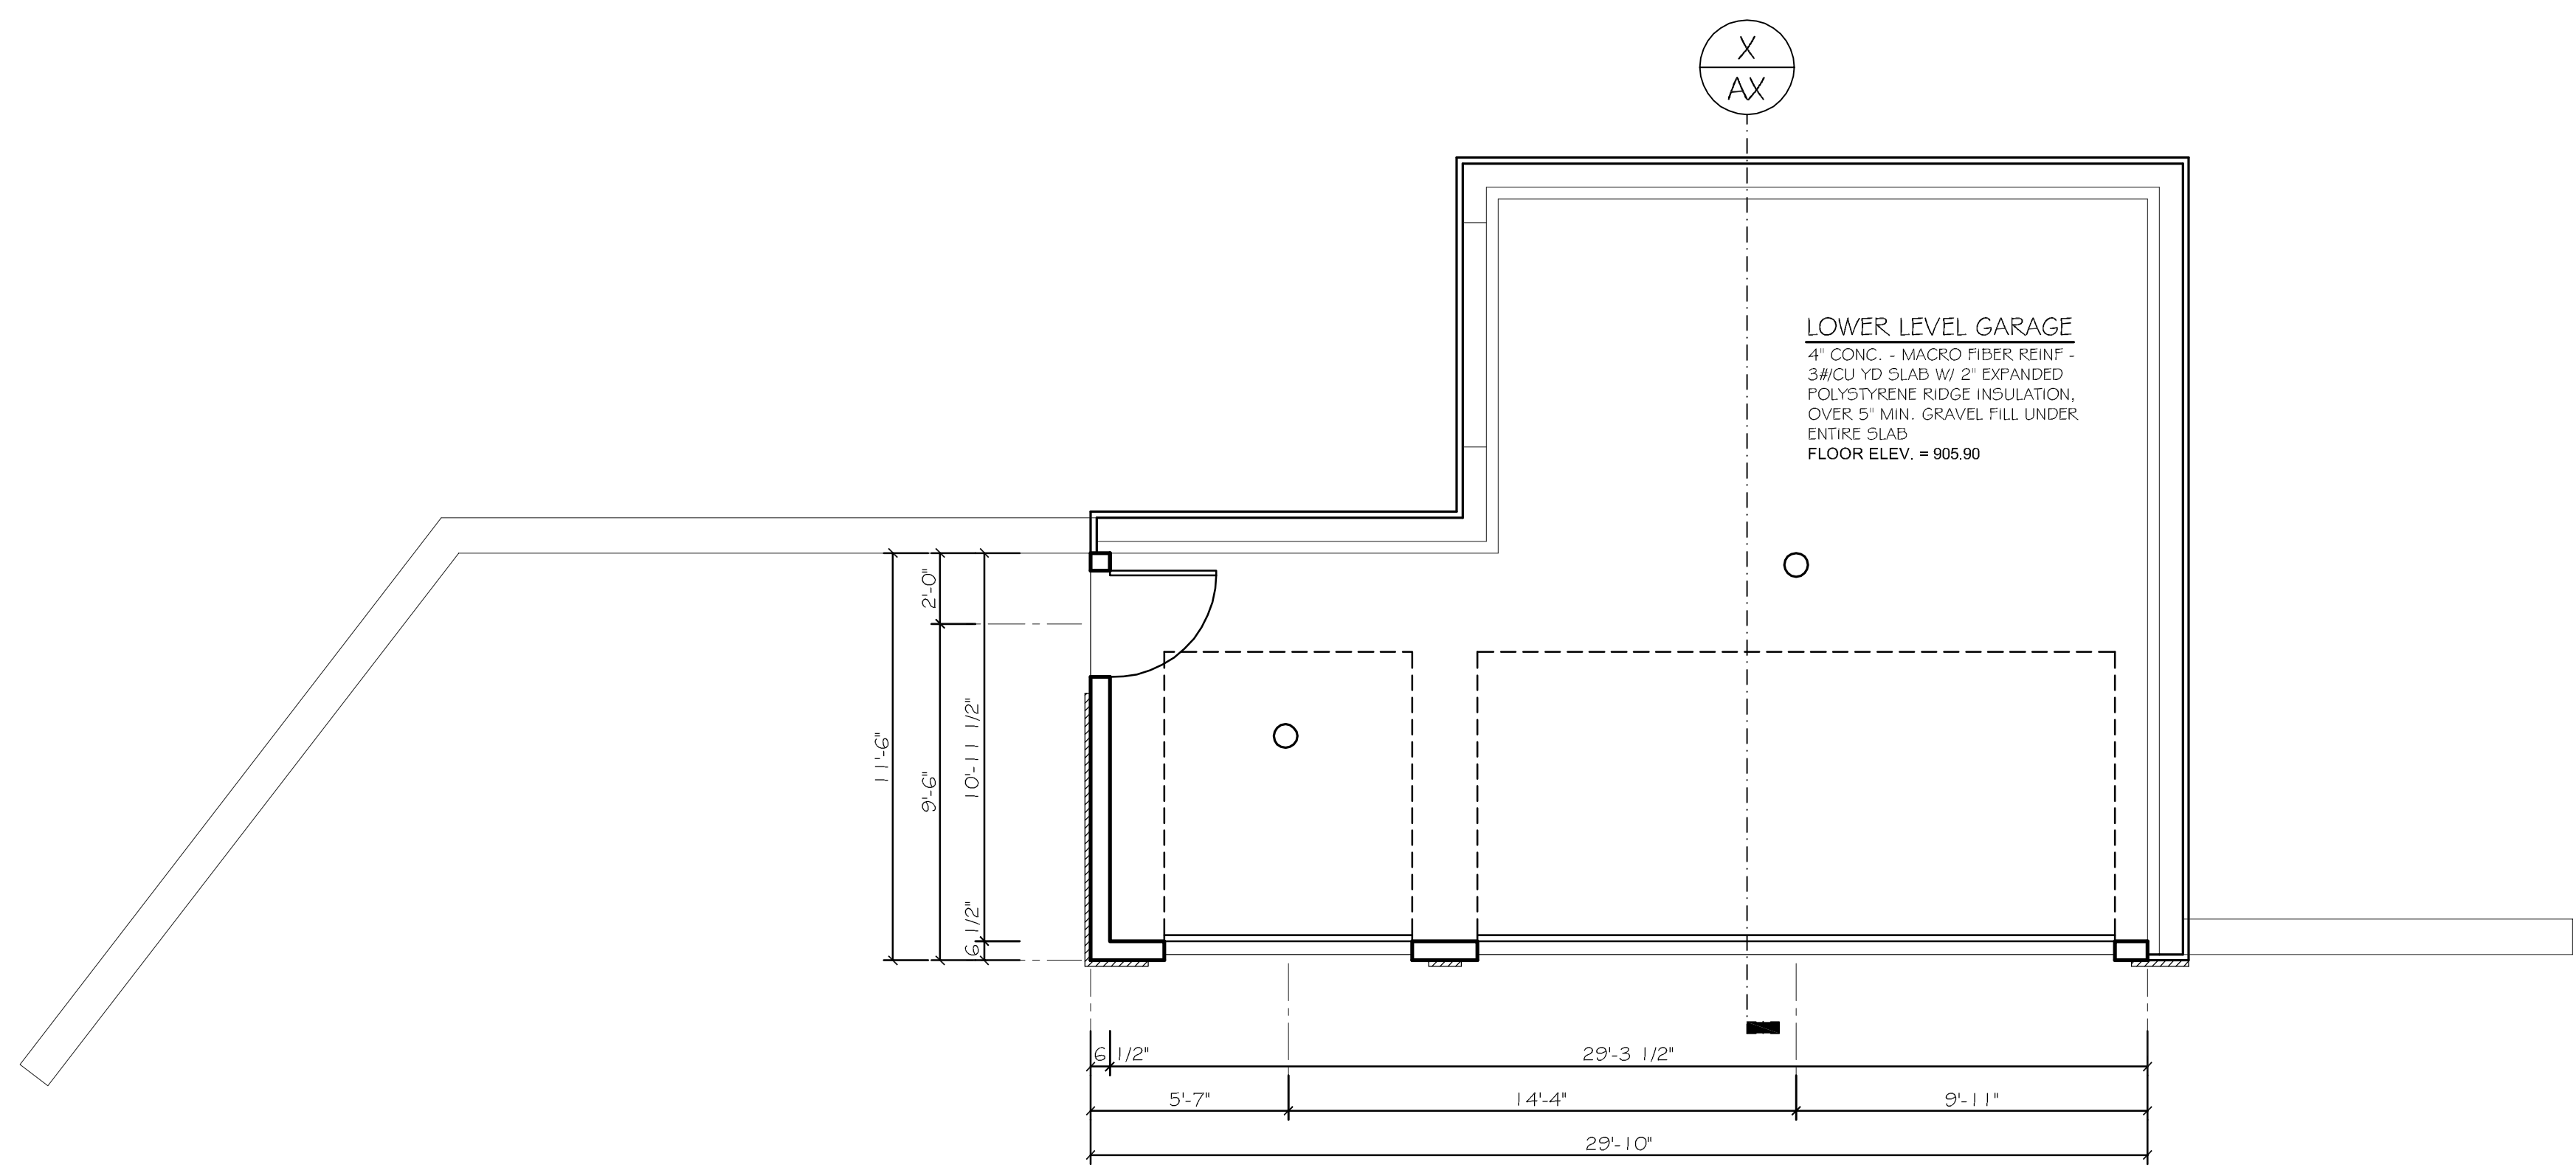 X
AX
LOWER LEVEL GARAGE
4" CONC. - MACRO FIBER REINF -
3#/CU YD SLAB W/ 2" EXPANDED
POLYSTYRENE RIDGE INSULATION,
OVER 5" MIN. GRAVEL FILL UNDER
ENTIRE SLAB
FLOOR ELEV. = 905.90
11'-6"
2'-0"
9'-6"
10'-11 1/2"
6 1/2"
6 1/2"
29'-3 1/2"
5'-7"
14'-4"
9'-11"
29'-10"